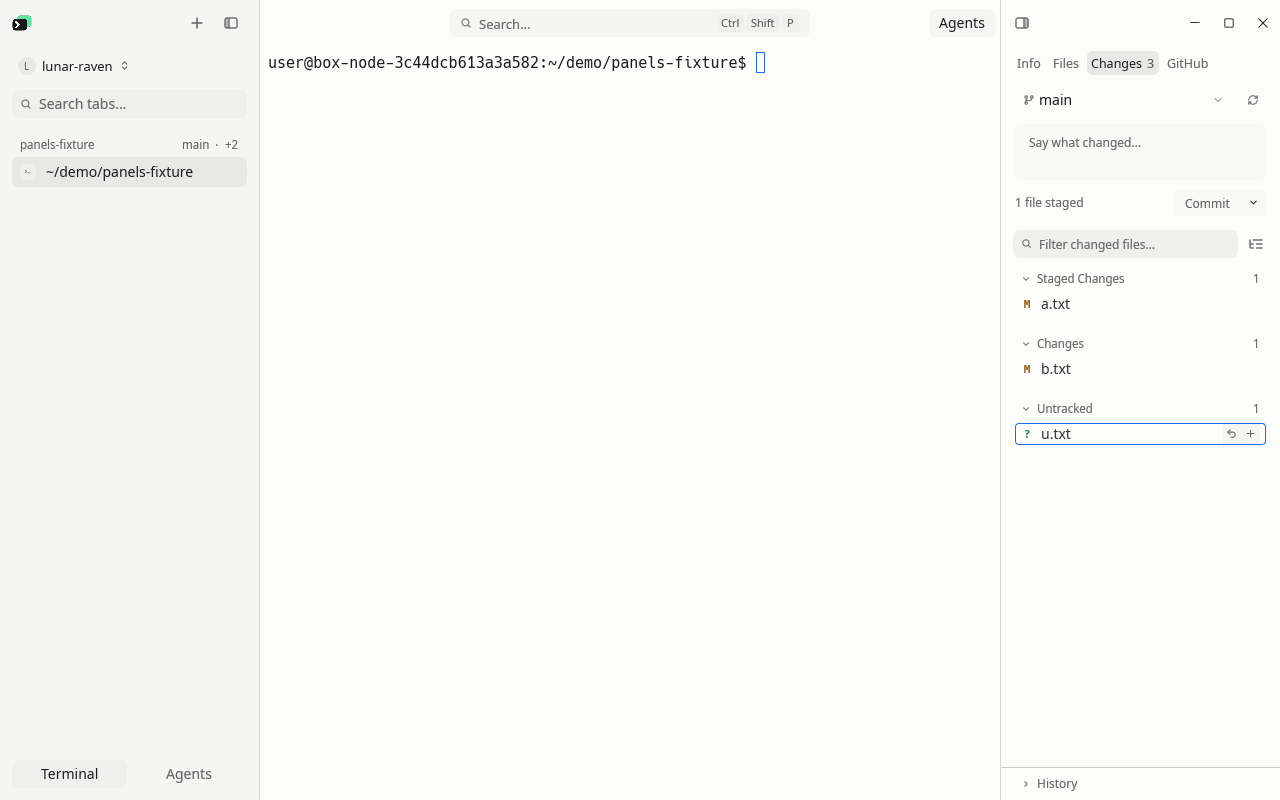 L lunar-raven
Search tabs...
panels-fixture main · +2
~/demo/panels-fixture
Terminal Agents
Search... Ctrl Shift P
Agents
user@box-node-3c44dcb613a3a582:~/demo/panels-fixture$
Info Files Changes 3 GitHub
main
Say what changed...
1 file staged Commit
Filter changed files...
Staged Changes 1
M a.txt
Changes 1
M b.txt
Untracked 1
? u.txt
History